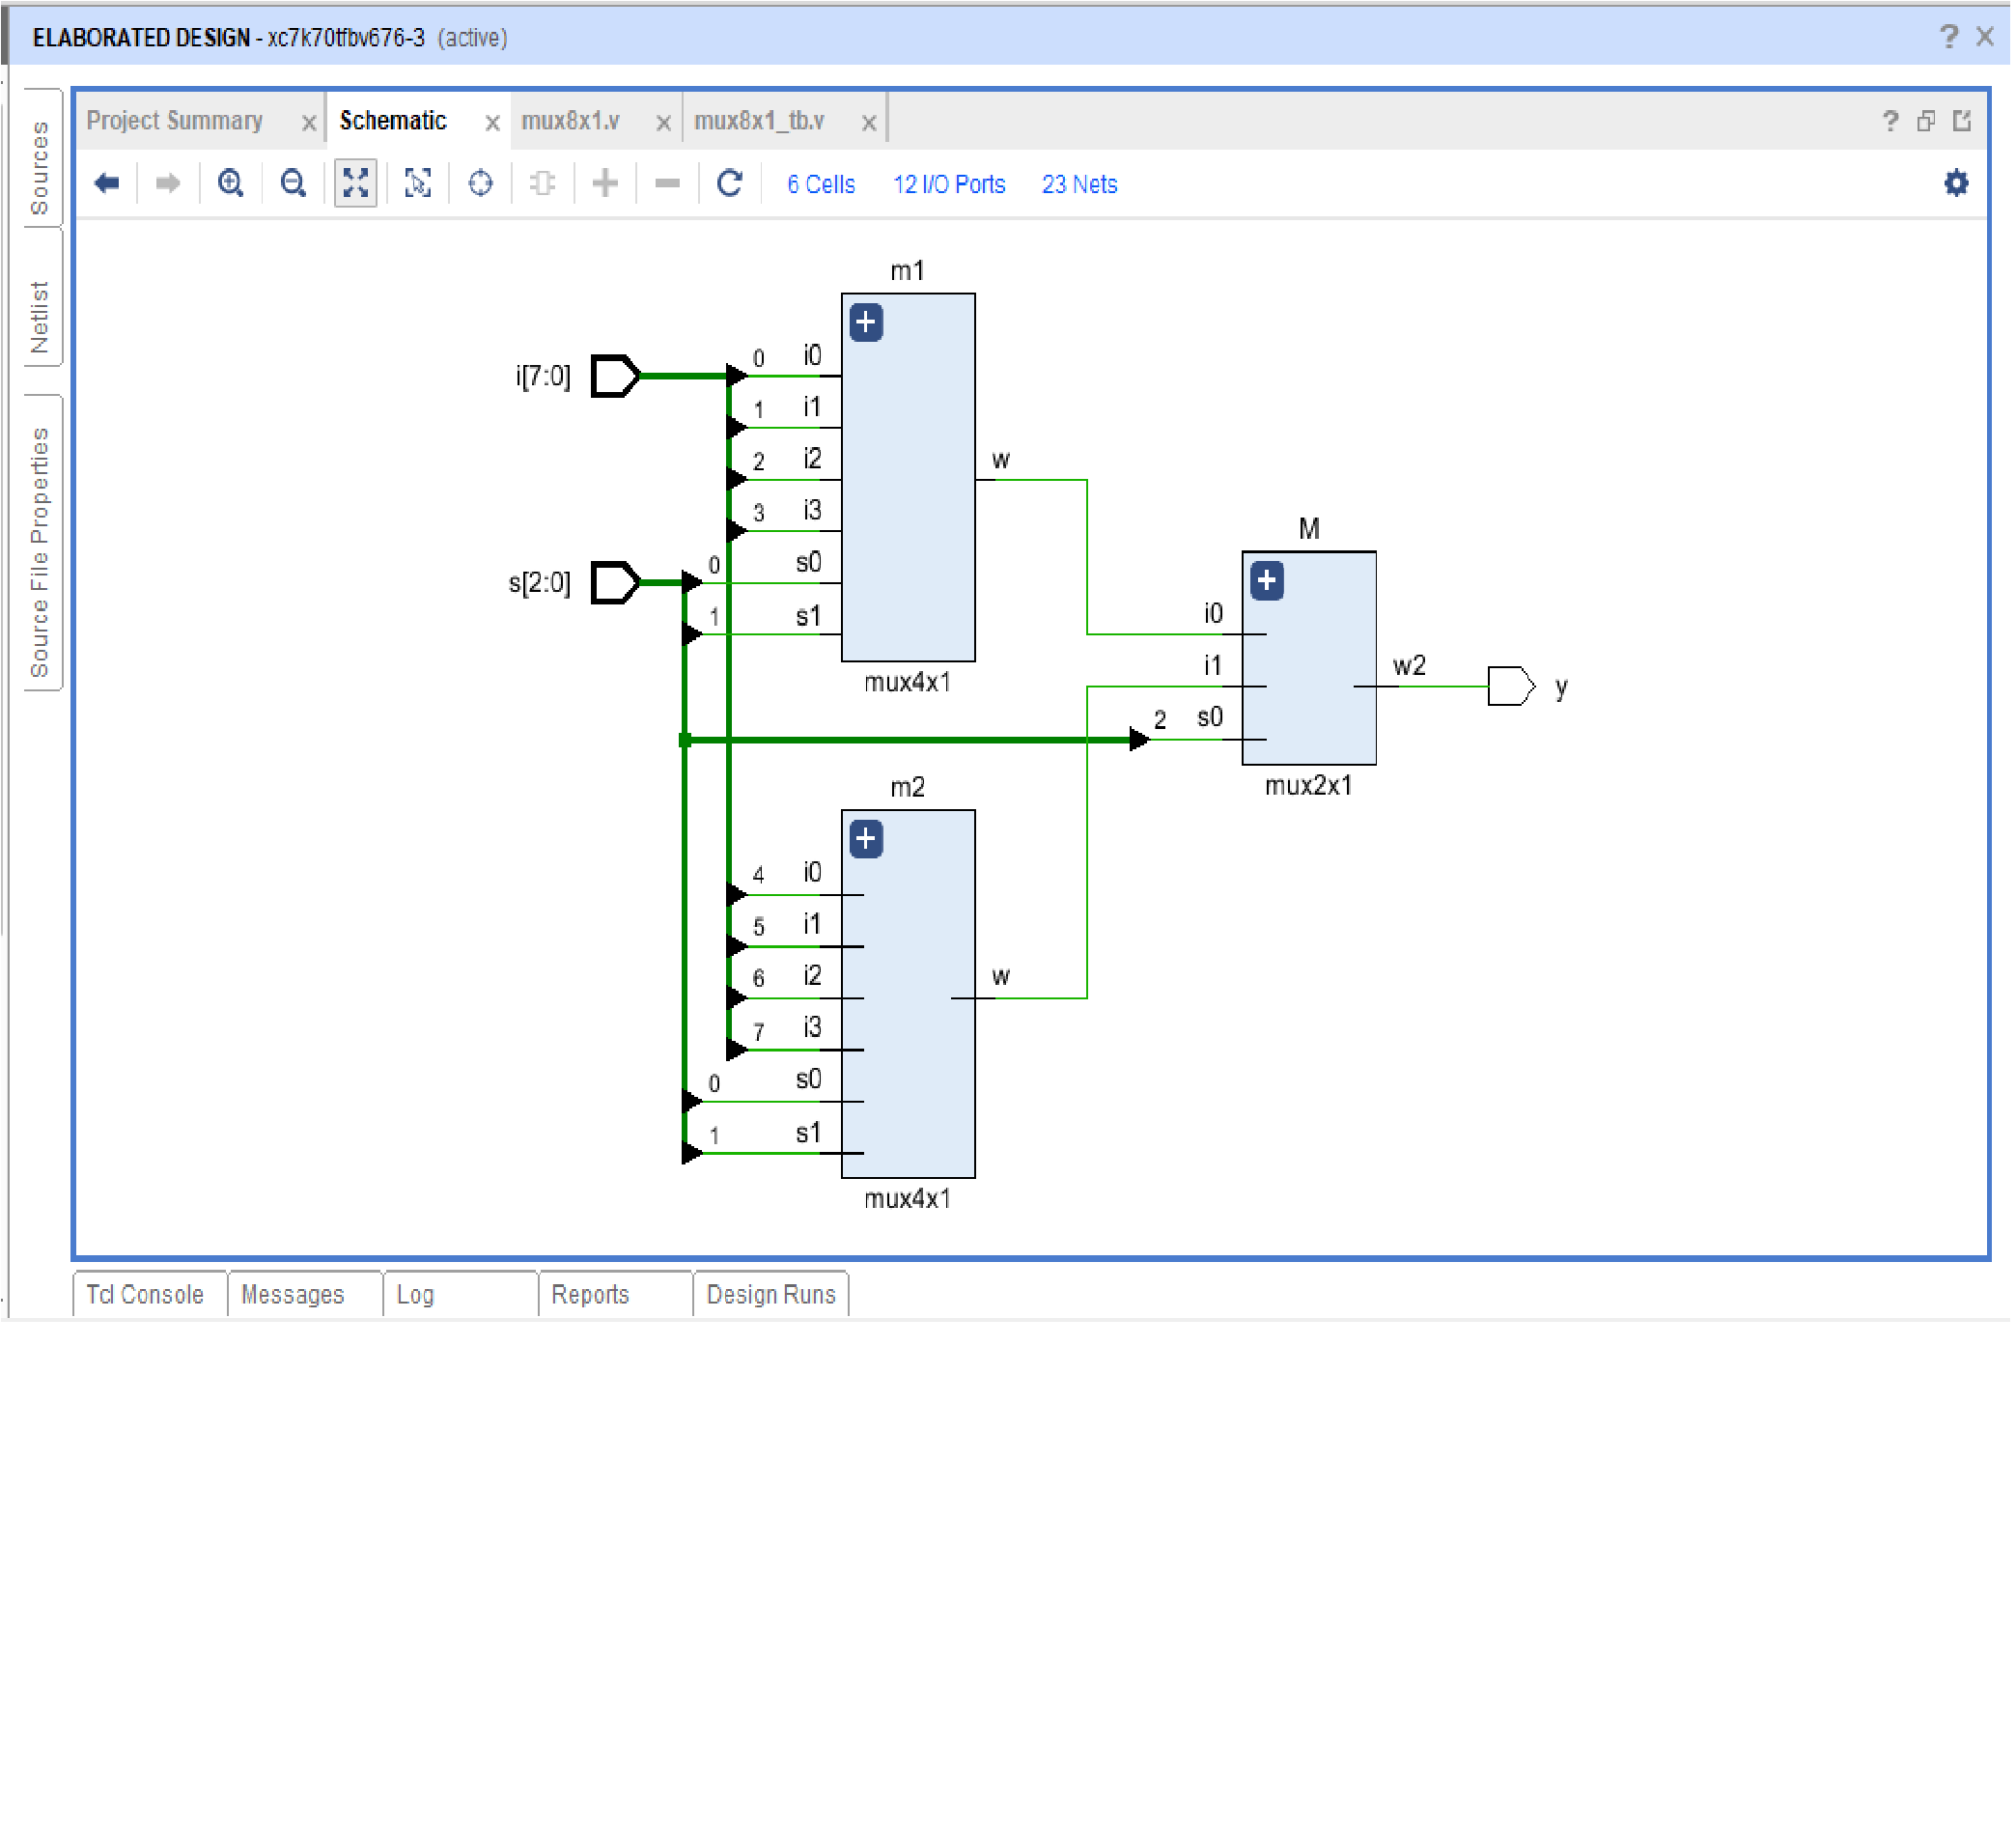 ELABORATED DESIGN - xc7k70tfbv676-3 (active) ? X
Sources
Netlist
Source File Properties
Project Summary x Schematic x mux8x1.v x mux8x1_tb.v x ?
6 Cells 12 I/O Ports 23 Nets
m1
i[7:0] 0 i0
1 i1
2 i2
3 i3
w
s[2:0] 0 s0
1 s1
mux4x1
M
i0
i1
2 s0
w2
y
mux2x1
m2
4 i0
5 i1
6 i2
7 i3
w
0 s0
1 s1
mux4x1
Tcl Console Messages Log Reports Design Runs